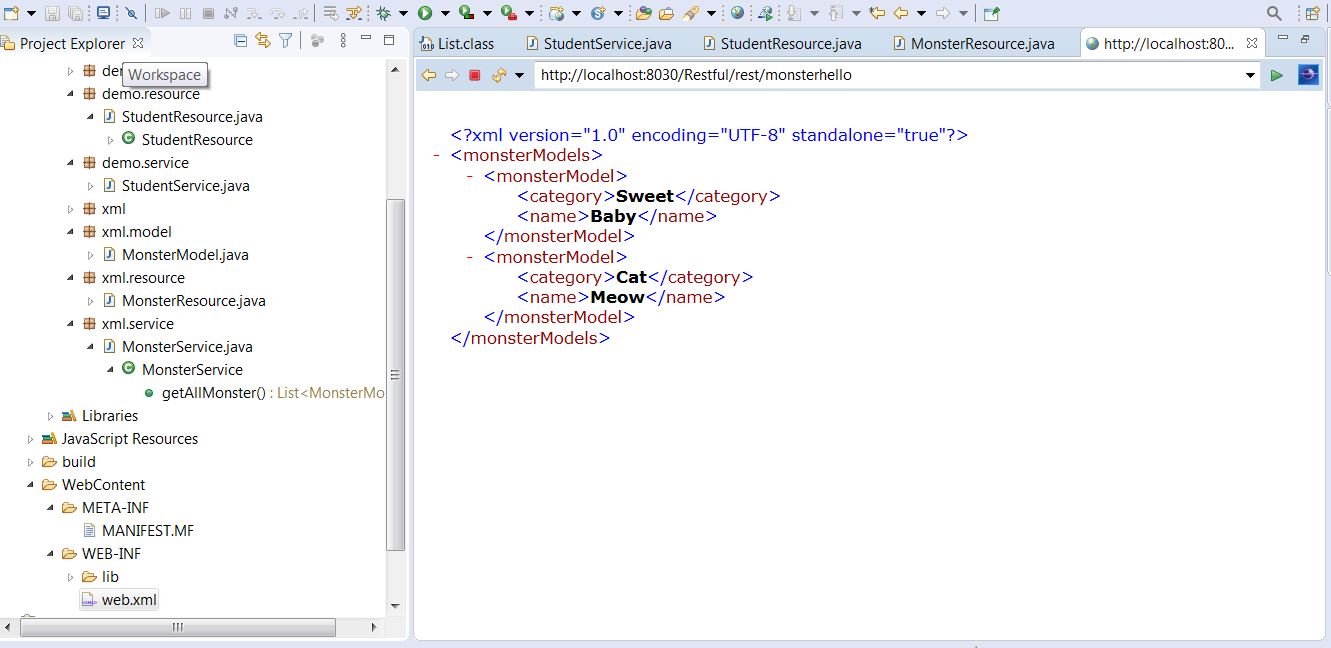 Project Explorer
List.class
StudentService.java
StudentResource.java
MonsterResource.java
http://localhost:80...
Workspace
demo.resource
StudentResource.java
StudentResource
demo.service
StudentService.java
xml
xml.model
MonsterModel.java
xml.resource
MonsterResource.java
xml.service
MonsterService.java
MonsterService
getAllMonster() : List<MonsterMo
Libraries
JavaScript Resources
build
WebContent
META-INF
MANIFEST.MF
WEB-INF
lib
web.xml
http://localhost:8030/Restful/rest/monsterhello
<?xml version="1.0" encoding="UTF-8" standalone="true"?>
- <monsterModels>
- <monsterModel>
<category>Sweet</category>
<name>Baby</name>
</monsterModel>
- <monsterModel>
<category>Cat</category>
<name>Meow</name>
</monsterModel>
</monsterModels>